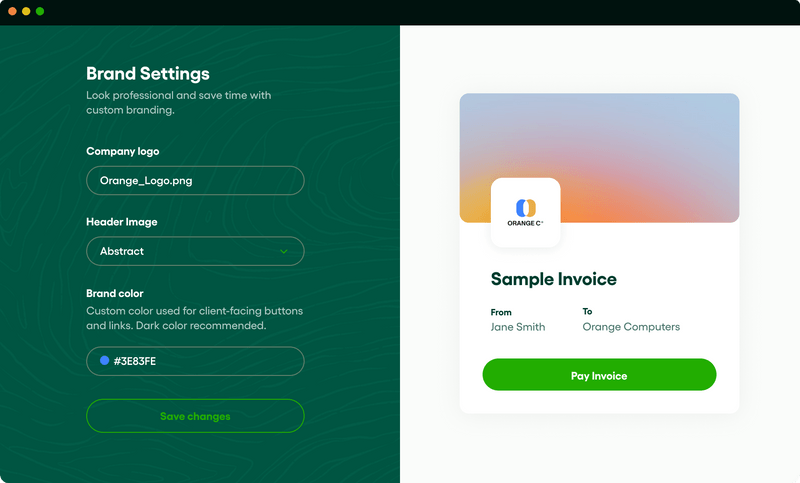 Brand Settings
Look professional and save time with
custom branding.
Company logo
Orange_Logo.png
Header Image
Abstract
Brand color
Custom color used for client-facing buttons
and links. Dark color recommended.
#3E83FE
Save changes
ORANGE C°
Sample Invoice
From
Jane Smith
To
Orange Computers
Pay Invoice